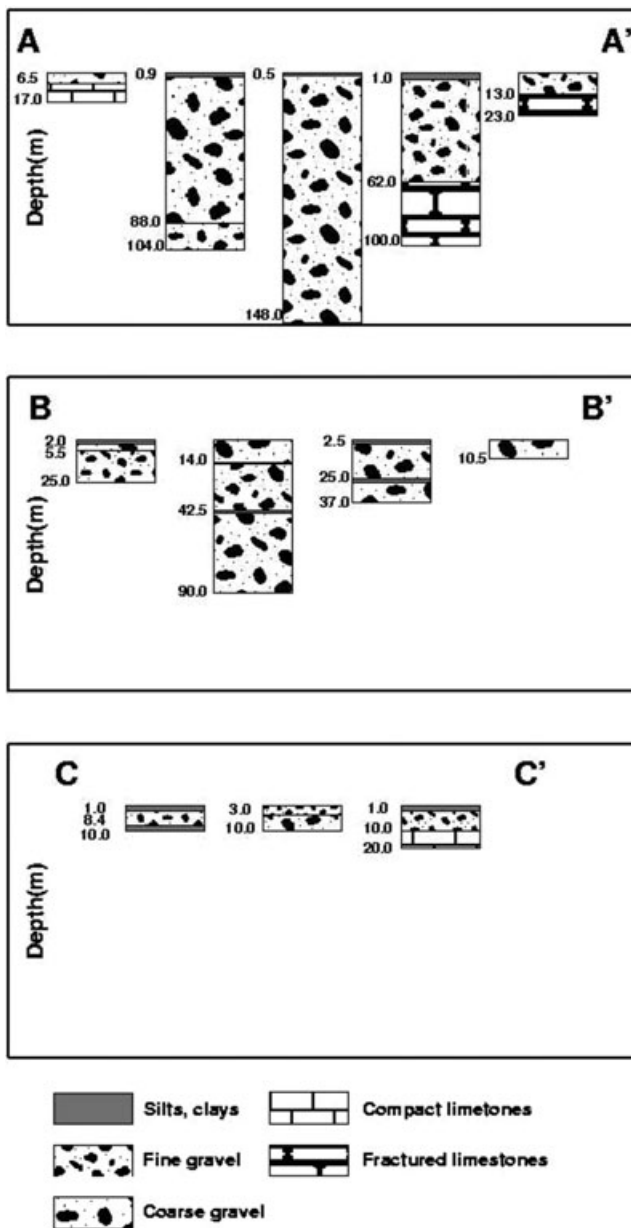 A A’
6.5 0.9 0.5 1.0 13.0
17.0 23.0
62.0
88.0
104.0 100.0
148.0
Depth(m)
B B’
2.0 2.5
5.5 14.0 10.5
25.0 25.0
42.5 37.0
90.0
Depth(m)
C C’
1.0 3.0 1.0
8.4 10.0 10.0
10.0 20.0
Depth(m)
Silts, clays Compact limetones
Fine gravel Fractured limestones
Coarse gravel